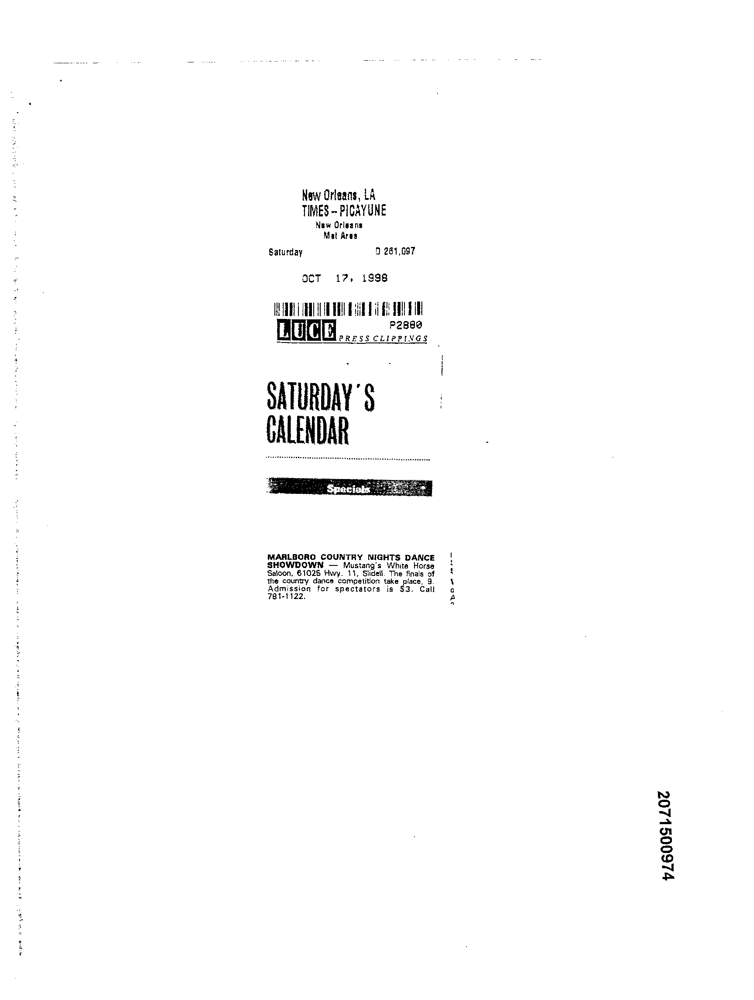 New Orleans, LA
TIMES – PICAYUNE
New Orleans
Met Area
Saturday D 261,097
OCT 17, 1998
LUCE P2880
PRESS CLIPPINGS
SATURDAY'S
CALENDAR
Specials
MARLBORO COUNTRY NIGHTS DANCE
SHOWDOWN — Mustang's White Horse
Saloon, 61025 Hwy. 11, Slidell. The finals of
the country dance competition take place, 9.
Admission for spectators is $3. Call
781-1122.
2071500974